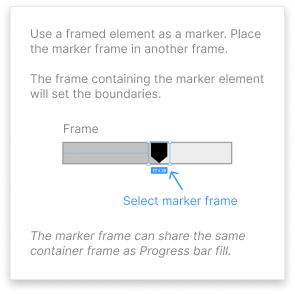 Use a framed element as a marker. Place
the marker frame in another frame.
The frame containing the marker element
will set the boundaries.
Frame
Select marker frame
The marker frame can share the same
container frame as Progress bar fill.